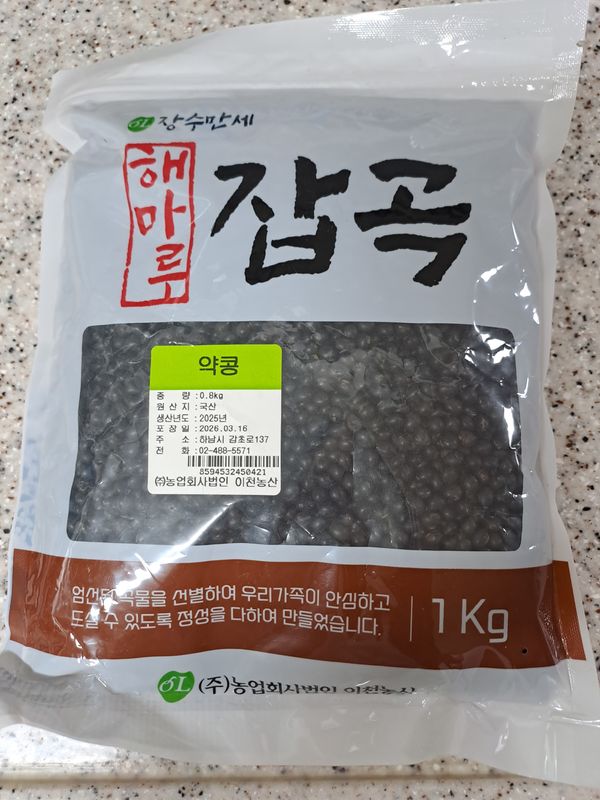 장수만세
해마루
잡곡
약콩
중 량 : 0.8kg
원 산 지 : 국산
생산년도 : 2025년
포 장 일 : 2026.03.16
주 소 : 하남시 감초로137
전 화 : 02-488-5571
8594532450421
㈜농업회사법인 이천농산
엄선된 곡물을 선별하여 우리가족이 안심하고
드실 수 있도록 정성을 다하여 만들었습니다.
1Kg
(주)농업회사법인 이천농산